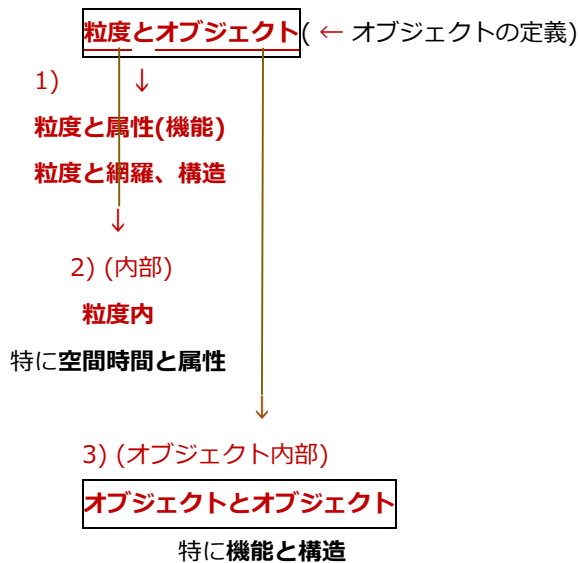 粒度とオブジェクト( ← オブジェクトの定義)
1) ↓
粒度と属性(機能)
粒度と網羅、構造
↓
2) (内部)
粒度内
特に空間時間と属性
↓
3) (オブジェクト内部)
オブジェクトとオブジェクト
特に機能と構造